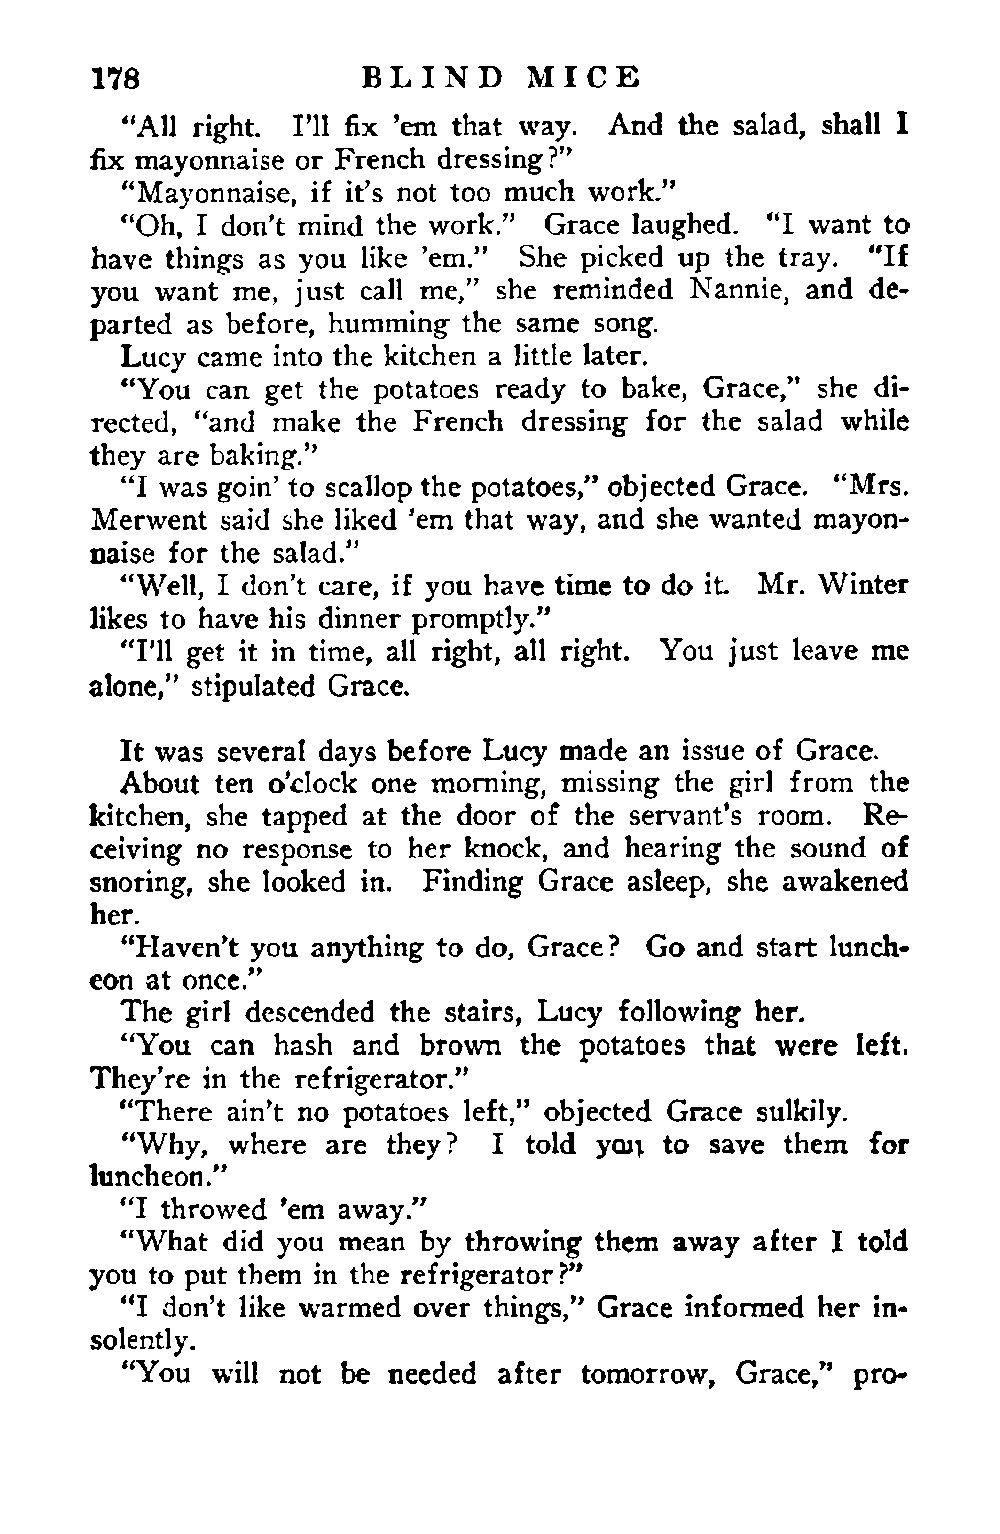 178 BLIND MICE
“All right. I’ll fix ’em that way. And the salad, shall I
fix mayonnaise or French dressing?”
“Mayonnaise, if it’s not too much work.”
“Oh, I don’t mind the work.” Grace laughed. “I want to
have things as you like ’em.” She picked up the tray. “If
you want me, just call me,” she reminded Nannie, and de-
parted as before, humming the same song.
Lucy came into the kitchen a little later.
“You can get the potatoes ready to bake, Grace,” she di-
rected, “and make the French dressing for the salad while
they are baking.”
“I was goin’ to scallop the potatoes,” objected Grace. “Mrs.
Merwent said she liked ’em that way, and she wanted mayon-
naise for the salad.”
“Well, I don’t care, if you have time to do it. Mr. Winter
likes to have his dinner promptly.”
“I’ll get it in time, all right, all right. You just leave me
alone,” stipulated Grace.
It was several days before Lucy made an issue of Grace.
About ten o’clock one morning, missing the girl from the
kitchen, she tapped at the door of the servant’s room. Re-
ceiving no response to her knock, and hearing the sound of
snoring, she looked in. Finding Grace asleep, she awakened
her.
“Haven’t you anything to do, Grace? Go and start lunch-
eon at once.”
The girl descended the stairs, Lucy following her.
“You can hash and brown the potatoes that were left.
They’re in the refrigerator.”
“There ain’t no potatoes left,” objected Grace sulkily.
“Why, where are they? I told you to save them for
luncheon.”
“I throwed ’em away.”
“What did you mean by throwing them away after I told
you to put them in the refrigerator?”
“I don’t like warmed over things,” Grace informed her in-
solently.
“You will not be needed after tomorrow, Grace,” pro-